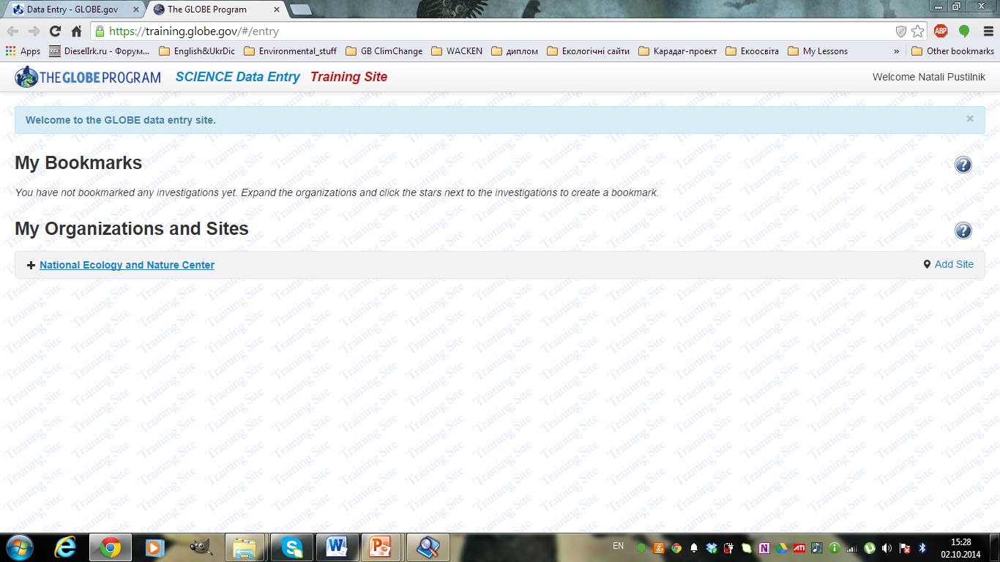 Data Entry - GLOBE.gov
The GLOBE Program
https://training.globe.gov/#/entry
ABP
Apps
Diesellrk.ru - Форум...
English&UkrDic
Environmental_stuff
GB ClimChange
WACKEN
диплом
Екологічні сайти
Карадаг-проект
Екоосвіта
My Lessons
»
Other bookmarks
THE GLOBE PROGRAM
SCIENCE Data Entry
Training Site
Welcome Natali Pustilnik
Welcome to the GLOBE data entry site.
My Bookmarks
You have not bookmarked any investigations yet. Expand the organizations and click the stars next to the investigations to create a bookmark.
My Organizations and Sites
National Ecology and Nature Center
Add Site
Training Site
EN
ATI
15:28
02.10.2014